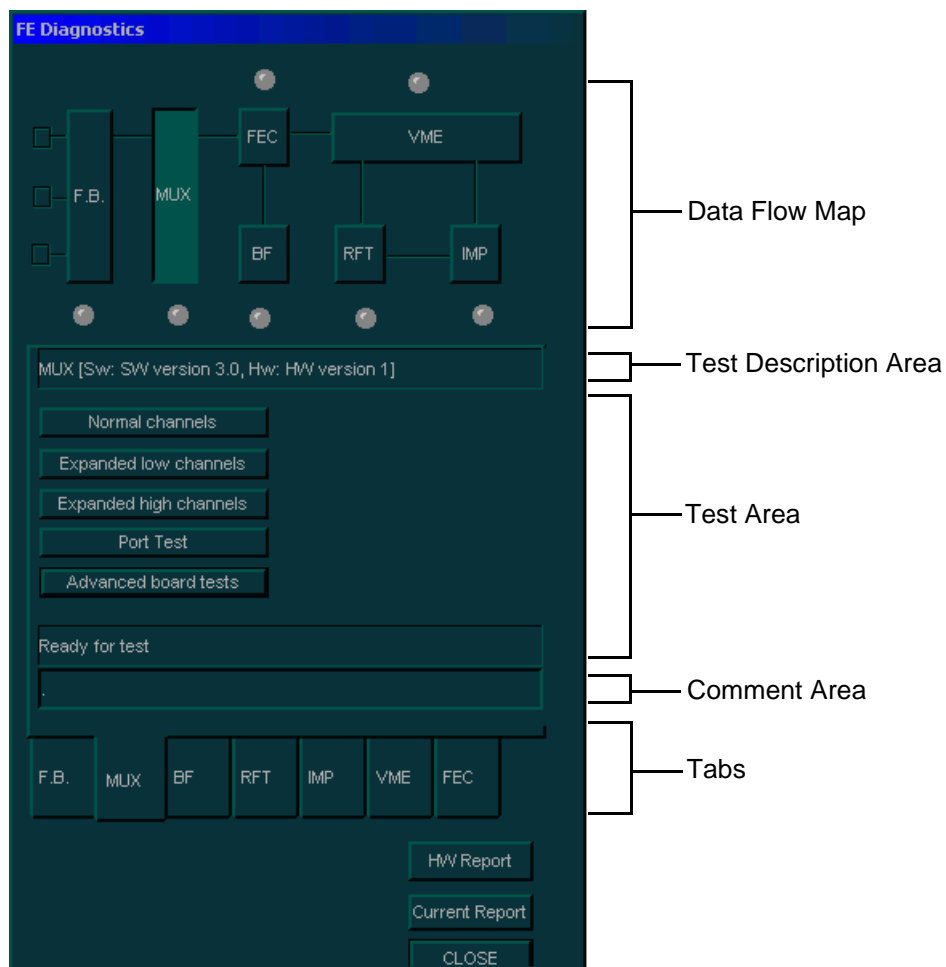 FE Diagnostics
FEC
VME
F.B.
MUX
BF
RFT
IMP
Data Flow Map
MUX [Sw: SW version 3.0, Hw: HW version 1]
Test Description Area
Normal channels
Expanded low channels
Expanded high channels
Port Test
Advanced board tests
Test Area
Ready for test
.
Comment Area
F.B.
MUX
BF
RFT
IMP
VME
FEC
Tabs
HW Report
Current Report
CLOSE